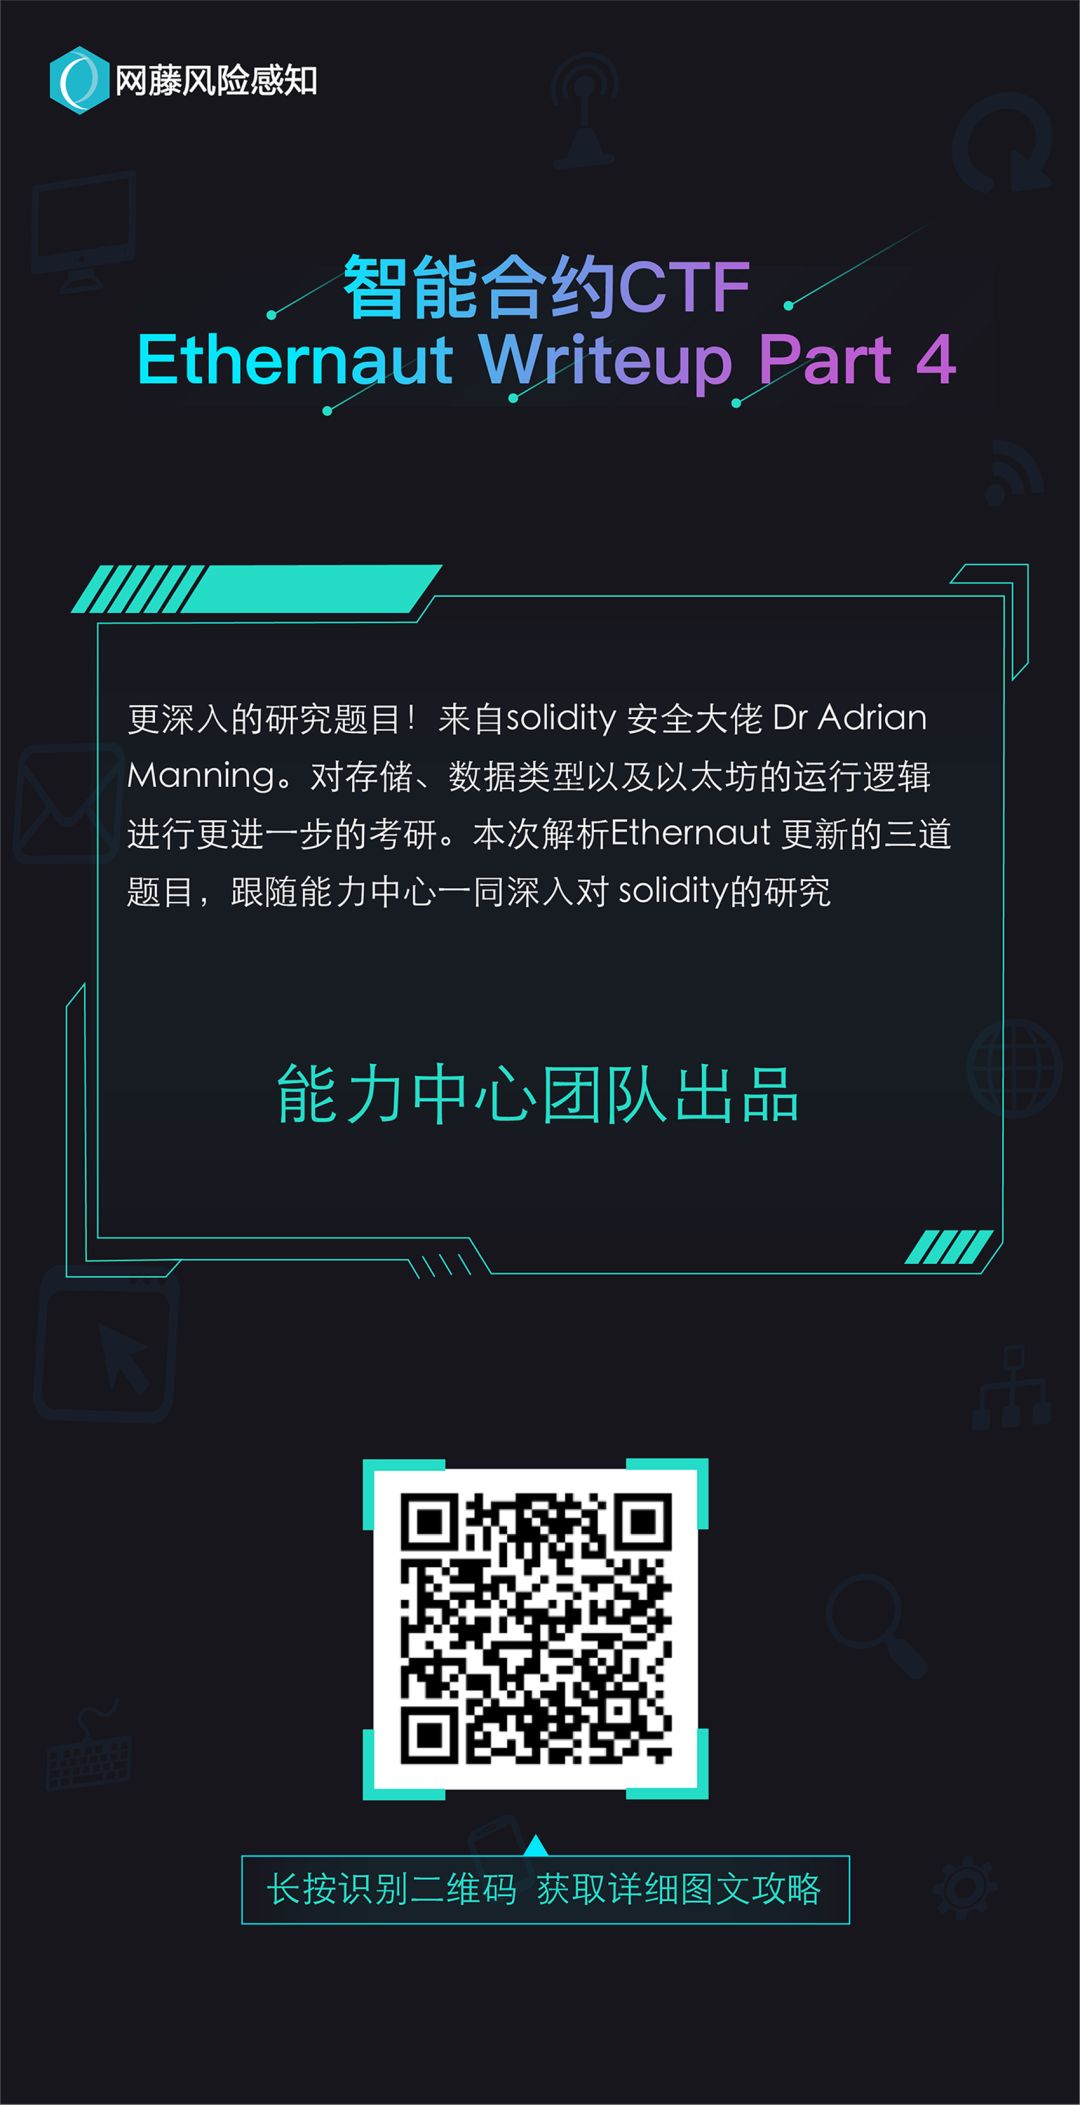 网藤风险感知
智能合约CTF
Ethernaut Writeup Part 4
更深入的研究题目！来自solidity 安全大佬 Dr Adrian
Manning。对存储、数据类型以及以太坊的运行逻辑
进行更进一步的考研。本次解析Ethernaut 更新的三道
题目，跟随能力中心一同深入对 solidity的研究
能力中心团队出品
长按识别二维码 获取详细图文攻略